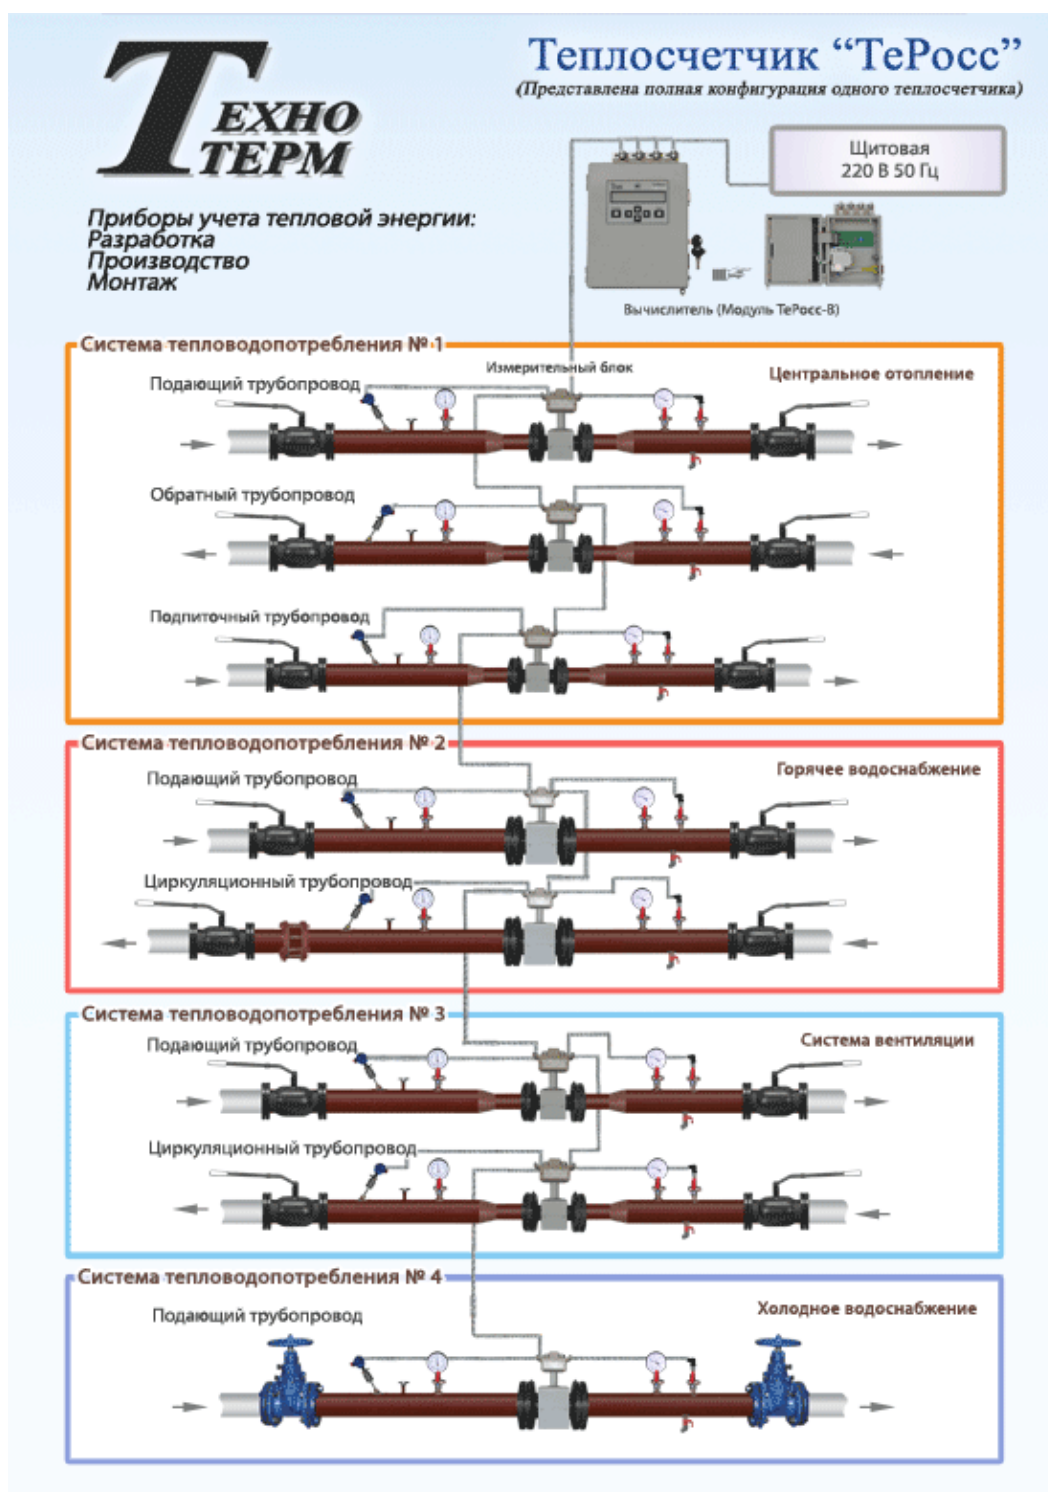 Техно
терм
Теплосчетчик “ТеРосс”
(Представлена полная конфигурация одного теплосчетчика)
Приборы учета тепловой энергии:
Разработка
Производство
Монтаж
Щитовая
220 В 50 Гц
Вычислитель (Модуль ТеРосс-В)
Система тепловодопотребления № 1
Измерительный блок
Центральное отопление
Подающий трубопровод
Обратный трубопровод
Подпиточный трубопровод
Система тепловодопотребления № 2
Горячее водоснабжение
Подающий трубопровод
Циркуляционный трубопровод
Система тепловодопотребления № 3
Система вентиляции
Подающий трубопровод
Циркуляционный трубопровод
Система тепловодопотребления № 4
Холодное водоснабжение
Подающий трубопровод